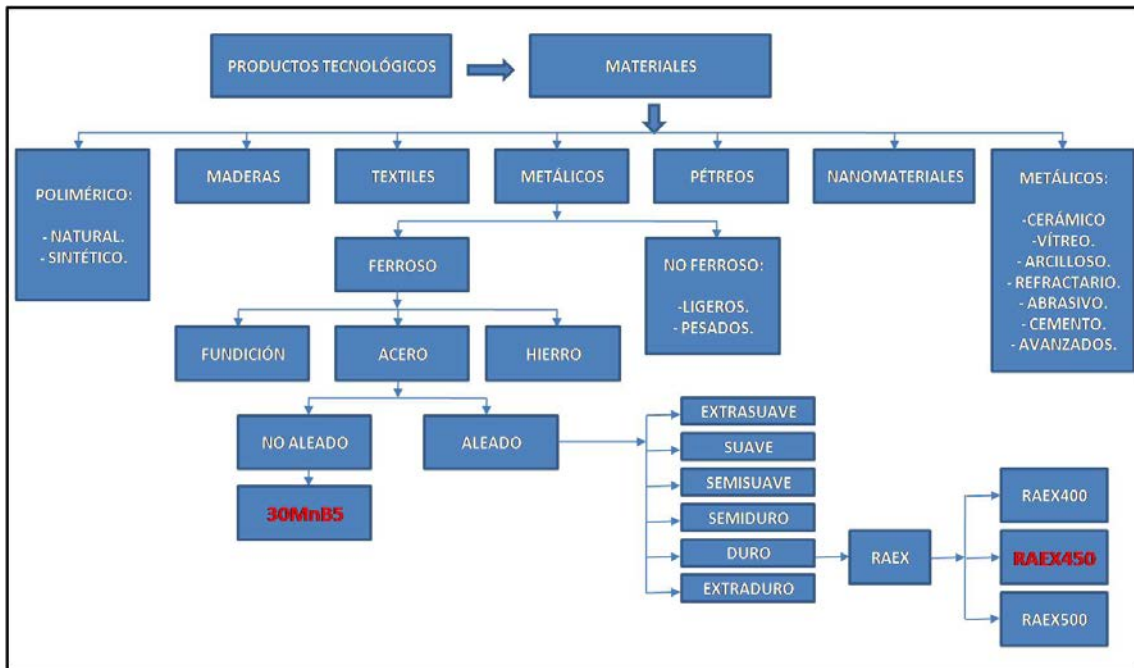 PRODUCTOS TECNOLÓGICOS
MATERIALES
POLIMÉRICO:
- NATURAL.
- SINTÉTICO.
MADERAS
TEXTILES
METÁLICOS
PÉTREOS
NANOMATERIALES
METÁLICOS:
-CERÁMICO
-VÍTREO.
- ARCILLOSO.
- REFRACTARIO.
- ABRASIVO.
- CEMENTO.
- AVANZADOS.
FERROSO
NO FERROSO:
-LIGEROS.
- PESADOS.
FUNDICIÓN
ACERO
HIERRO
NO ALEADO
ALEADO
30MnB5
EXTRASUAVE
SUAVE
SEMISUAVE
SEMIDURO
DURO
EXTRADURO
RAEX
RAEX400
RAEX450
RAEX500